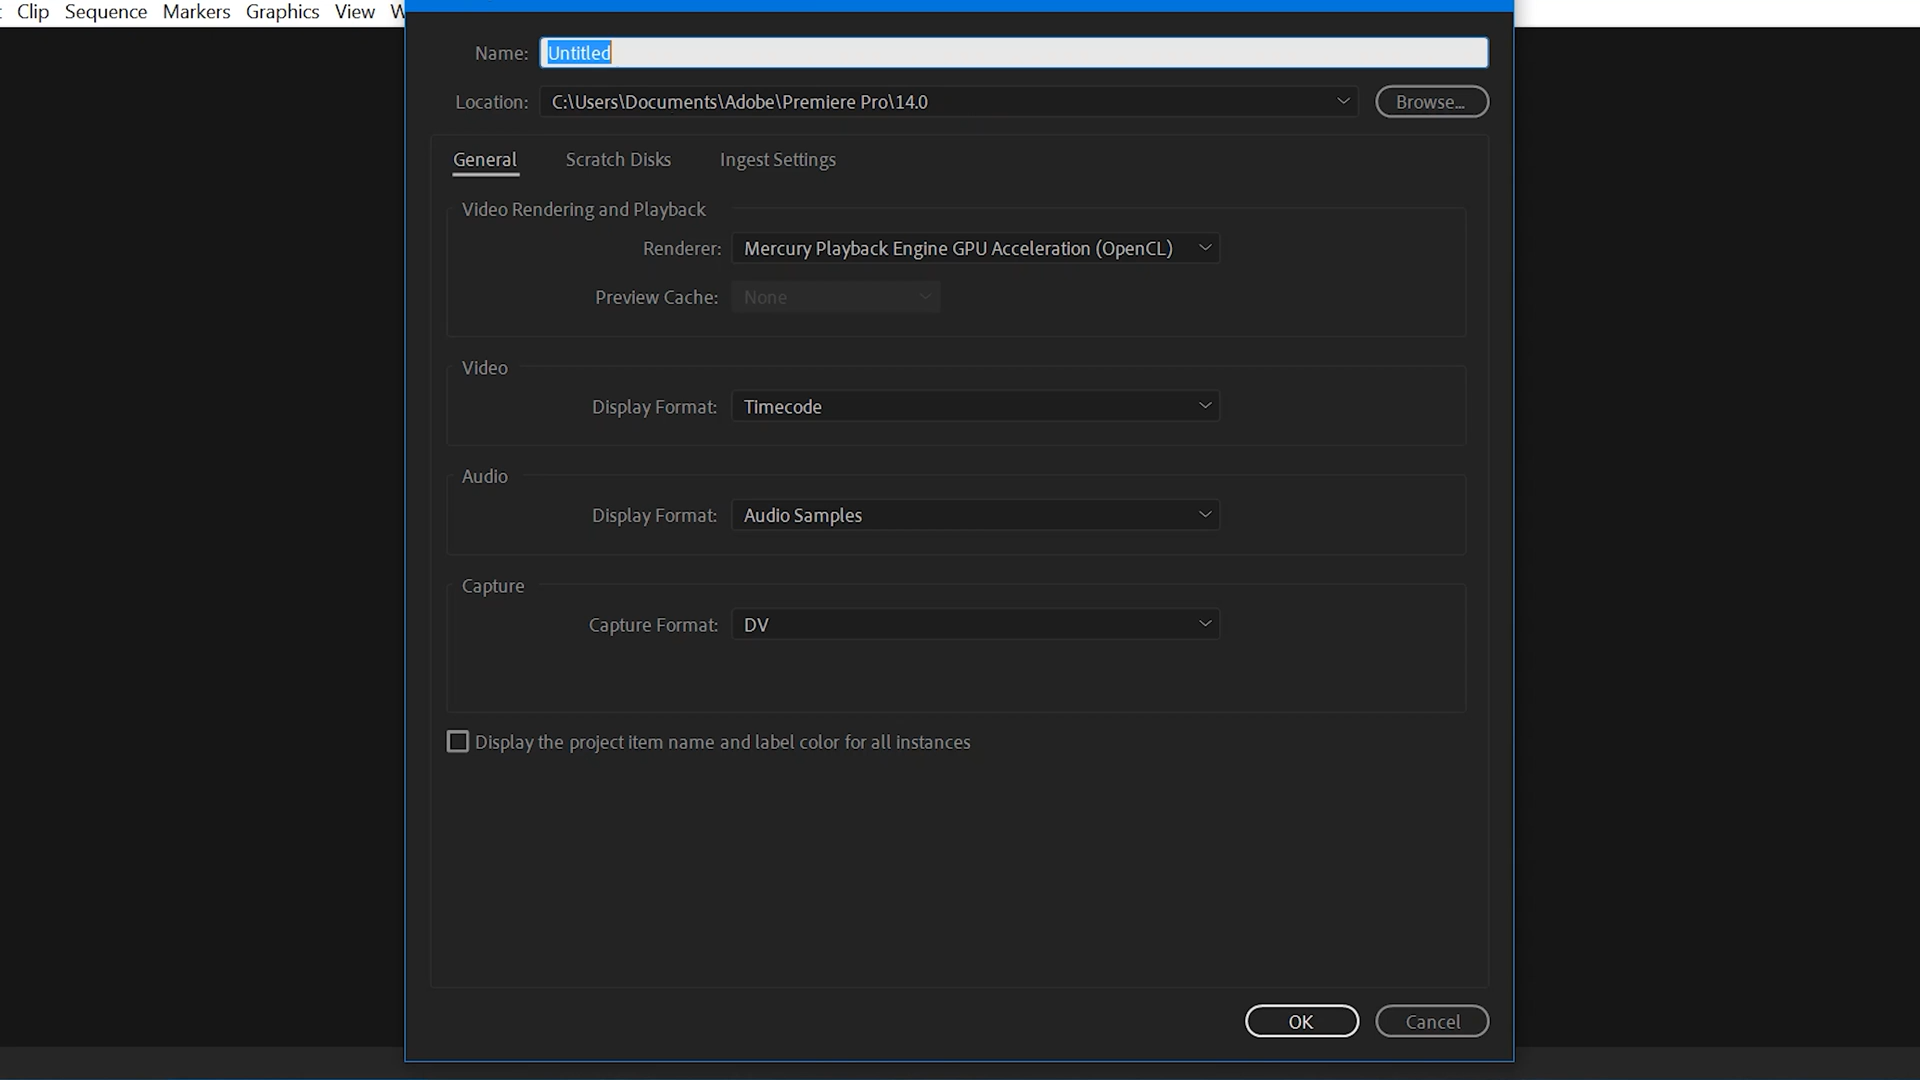 Clip Sequence Markers Graphics View
Name: Untitled
Location: C:\Users\Documents\Adobe\Premiere Pro\14.0 Browse...
General Scratch Disks Ingest Settings
Video Rendering and Playback
Renderer: Mercury Playback Engine GPU Acceleration (OpenCL)
Preview Cache: None
Video
Display Format: Timecode
Audio
Display Format: Audio Samples
Capture
Capture Format: DV
Display the project item name and label color for all instances
OK Cancel